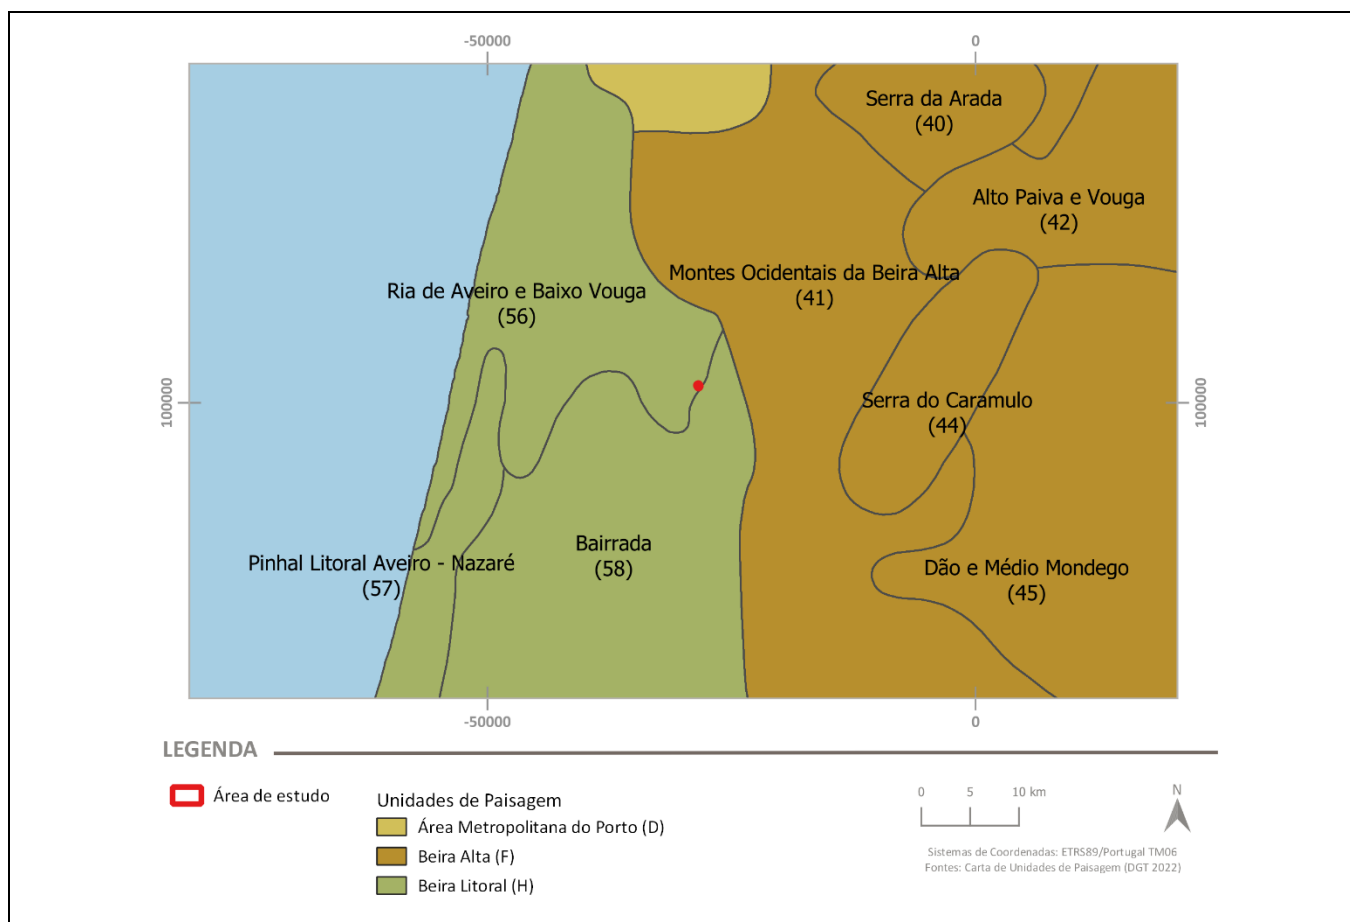 -50000
0
Serra da Arada
(40)
Alto Paiva e Vouga
(42)
Montes Ocidentais da Beira Alta
(41)
Ria de Aveiro e Baixo Vouga
(56)
100000
100000
Serra do Caramulo
(44)
Bairrada
(58)
Pinhal Litoral Aveiro - Nazaré
(57)
Dão e Médio Mondego
(45)
-50000
0
LEGENDA
Área de estudo
Unidades de Paisagem
Área Metropolitana do Porto (D)
Beira Alta (F)
Beira Litoral (H)
0 5 10 km
N
Sistemas de Coordenadas: ETRS89/Portugal TM06
Fontes: Carta de Unidades de Paisagem (DGT 2022)